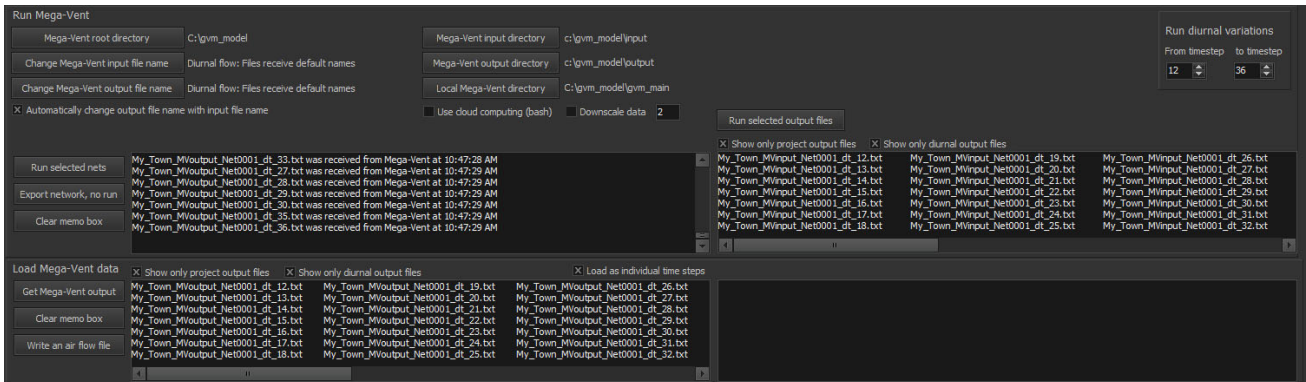 Run Mega-Vent
Mega-Vent root directory C:\gvm_model Mega-Vent input directory c:\gvm_model\input
Change Mega-Vent input file name Diurnal flow: Files receive default names Mega-Vent output directory c:\gvm_model\output
Change Mega-Vent output file name Diurnal flow: Files receive default names Local Mega-Vent directory C:\gvm_model\gvm_main
Automatically change output file name with input file name Use cloud computing (bash) Downscale data 2
Run diurnal variations
From timestep to timestep
12 36
Run selected nets
Export network, no run
Clear memo box
My_Town_MVoutput_Net0001_dt_33.txt was received from Mega-Vent at 10:47:28 AM
My_Town_MVoutput_Net0001_dt_27.txt was received from Mega-Vent at 10:47:29 AM
My_Town_MVoutput_Net0001_dt_28.txt was received from Mega-Vent at 10:47:29 AM
My_Town_MVoutput_Net0001_dt_29.txt was received from Mega-Vent at 10:47:29 AM
My_Town_MVoutput_Net0001_dt_30.txt was received from Mega-Vent at 10:47:29 AM
My_Town_MVoutput_Net0001_dt_35.txt was received from Mega-Vent at 10:47:29 AM
My_Town_MVoutput_Net0001_dt_36.txt was received from Mega-Vent at 10:47:29 AM
Run selected output files
Show only project output files Show only diurnal output files
My_Town_MVinput_Net0001_dt_12.txt My_Town_MVinput_Net0001_dt_19.txt My_Town_MVinput_Net0001_dt_26.txt
My_Town_MVinput_Net0001_dt_13.txt My_Town_MVinput_Net0001_dt_20.txt My_Town_MVinput_Net0001_dt_27.txt
My_Town_MVinput_Net0001_dt_14.txt My_Town_MVinput_Net0001_dt_21.txt My_Town_MVinput_Net0001_dt_28.txt
My_Town_MVinput_Net0001_dt_15.txt My_Town_MVinput_Net0001_dt_22.txt My_Town_MVinput_Net0001_dt_29.txt
My_Town_MVinput_Net0001_dt_16.txt My_Town_MVinput_Net0001_dt_23.txt My_Town_MVinput_Net0001_dt_30.txt
My_Town_MVinput_Net0001_dt_17.txt My_Town_MVinput_Net0001_dt_24.txt My_Town_MVinput_Net0001_dt_31.txt
My_Town_MVinput_Net0001_dt_18.txt My_Town_MVinput_Net0001_dt_25.txt My_Town_MVinput_Net0001_dt_32.txt
Load Mega-Vent data Show only project output files Show only diurnal output files Load as individual time steps
Get Mega-Vent output
Clear memo box
Write an air flow file
My_Town_MVoutput_Net0001_dt_12.txt My_Town_MVoutput_Net0001_dt_19.txt My_Town_MVoutput_Net0001_dt_26.txt
My_Town_MVoutput_Net0001_dt_13.txt My_Town_MVoutput_Net0001_dt_20.txt My_Town_MVoutput_Net0001_dt_27.txt
My_Town_MVoutput_Net0001_dt_14.txt My_Town_MVoutput_Net0001_dt_21.txt My_Town_MVoutput_Net0001_dt_28.txt
My_Town_MVoutput_Net0001_dt_15.txt My_Town_MVoutput_Net0001_dt_22.txt My_Town_MVoutput_Net0001_dt_29.txt
My_Town_MVoutput_Net0001_dt_16.txt My_Town_MVoutput_Net0001_dt_23.txt My_Town_MVoutput_Net0001_dt_30.txt
My_Town_MVoutput_Net0001_dt_17.txt My_Town_MVoutput_Net0001_dt_24.txt My_Town_MVoutput_Net0001_dt_31.txt
My_Town_MVoutput_Net0001_dt_18.txt My_Town_MVoutput_Net0001_dt_25.txt My_Town_MVoutput_Net0001_dt_32.txt